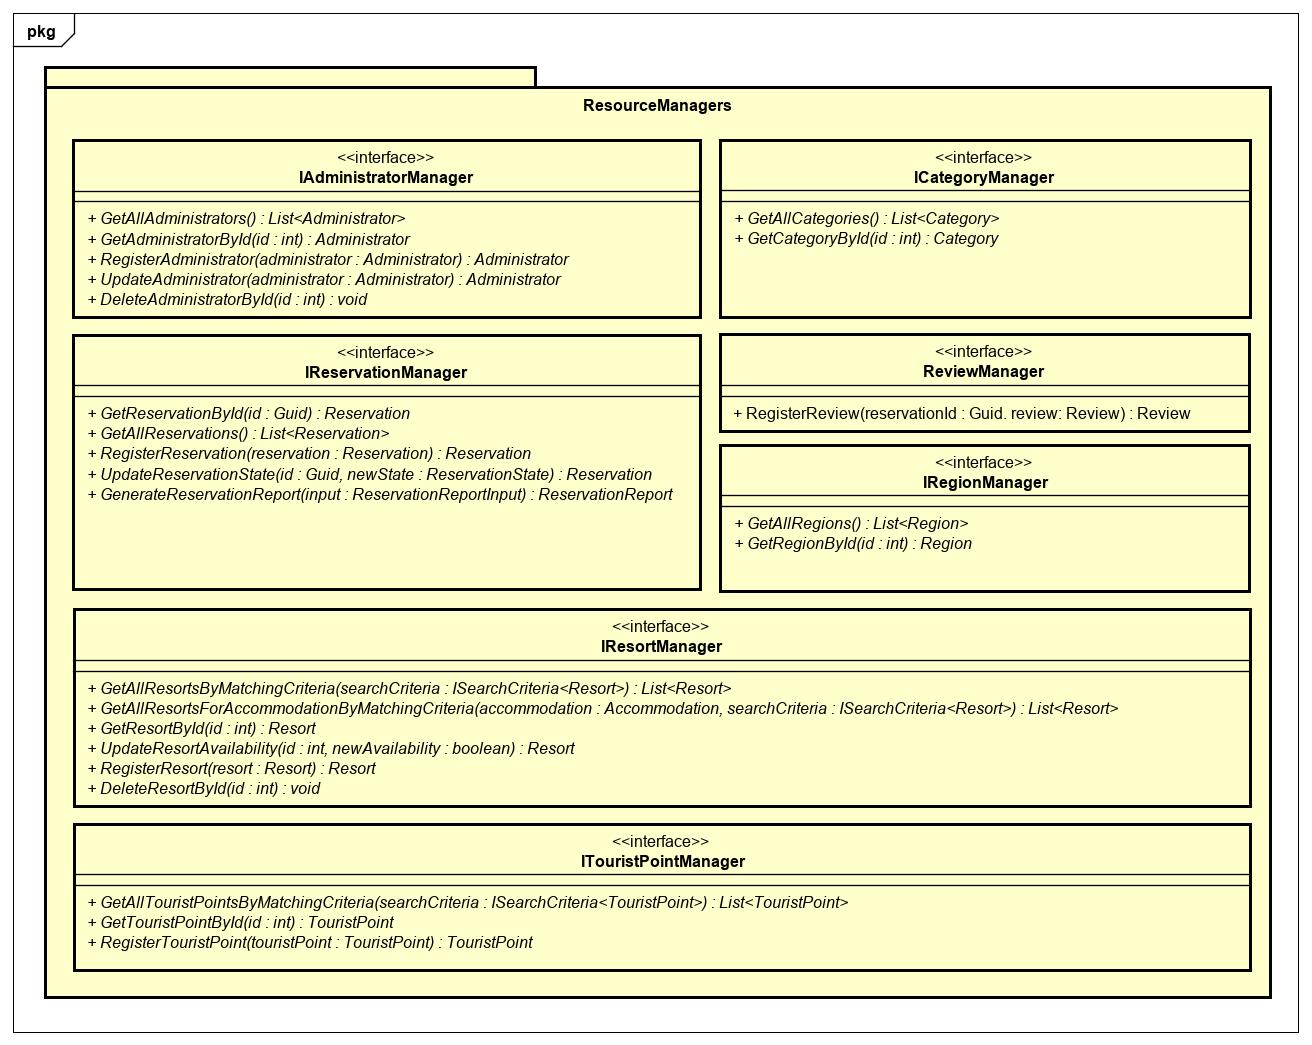 pkg
ResourceManagers
<<interface>>
IAdministratorManager
+ GetAllAdministrators() : List<Administrator>
+ GetAdministratorById(id : int) : Administrator
+ RegisterAdministrator(administrator : Administrator) : Administrator
+ UpdateAdministrator(administrator : Administrator) : Administrator
+ DeleteAdministratorById(id : int) : void
<<interface>>
ICategoryManager
+ GetAllCategories() : List<Category>
+ GetCategoryById(id : int) : Category
<<interface>>
IReservationManager
+ GetReservationById(id : Guid) : Reservation
+ GetAllReservations() : List<Reservation>
+ RegisterReservation(reservation : Reservation) : Reservation
+ UpdateReservationState(id : Guid, newState : ReservationState) : Reservation
+ GenerateReservationReport(input : ReservationReportInput) : ReservationReport
<<interface>>
ReviewManager
+ RegisterReview(reservationId : Guid. review: Review) : Review
<<interface>>
IRegionManager
+ GetAllRegions() : List<Region>
+ GetRegionById(id : int) : Region
<<interface>>
IResortManager
+ GetAllResortsByMatchingCriteria(searchCriteria : ISearchCriteria<Resort>) : List<Resort>
+ GetAllResortsForAccommodationByMatchingCriteria(accommodation : Accommodation, searchCriteria : ISearchCriteria<Resort>) : List<Resort>
+ GetResortById(id : int) : Resort
+ UpdateResortAvailability(id : int, newAvailability : boolean) : Resort
+ RegisterResort(resort : Resort) : Resort
+ DeleteResortById(id : int) : void
<<interface>>
ITouristPointManager
+ GetAllTouristPointsByMatchingCriteria(searchCriteria : ISearchCriteria<TouristPoint>) : List<TouristPoint>
+ GetTouristPointById(id : int) : TouristPoint
+ RegisterTouristPoint(touristPoint : TouristPoint) : TouristPoint